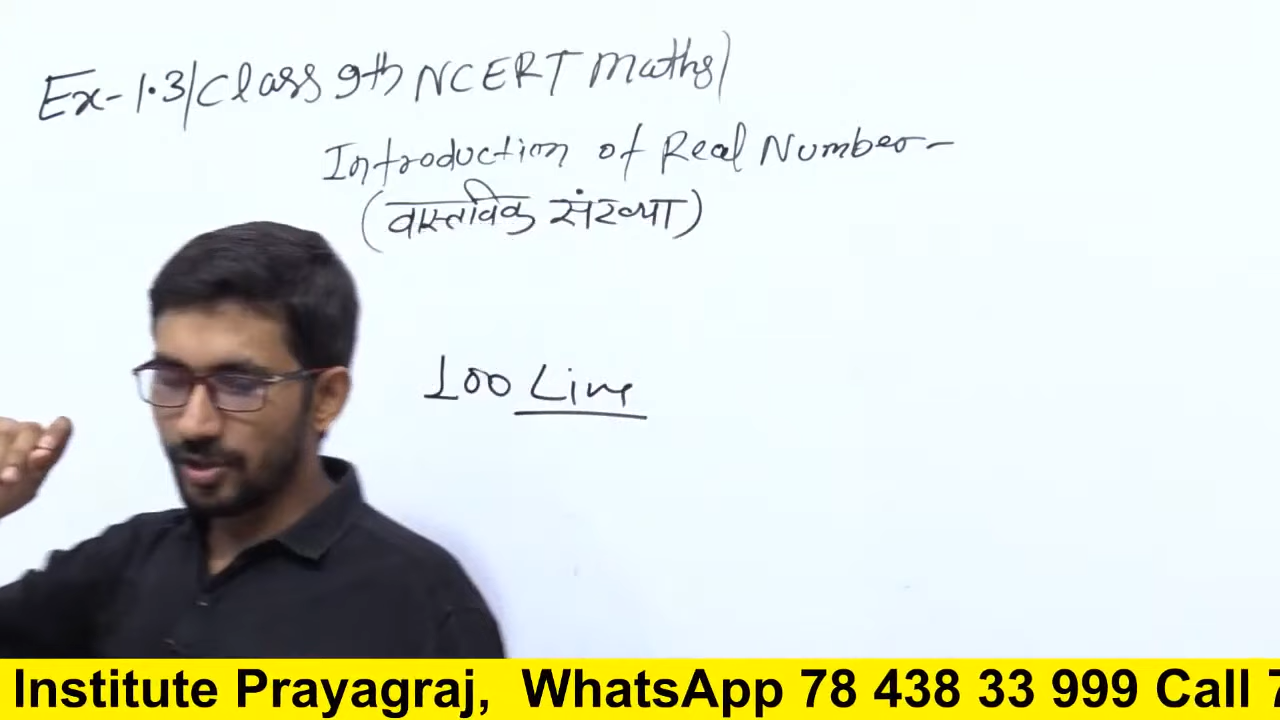 Ex-1.3/Class 9th NCERT Maths/
Introduction of Real Number-
(वास्तविक संख्या)
100 Line
Institute Prayagraj, WhatsApp 78 438 33 999 Call 7